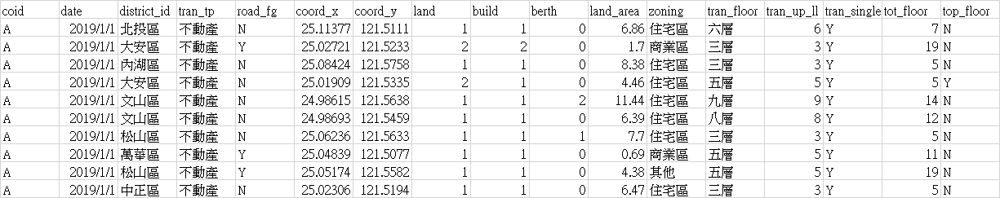 coid date district_id tran_tp road_fg coord_x coord_y land build berth land_area zoning tran_floor tran_up_ll tran_single tot_floor top_floor
A 2019/1/1 北投區 不動產 N 25.11377 121.5111 1 1 0 6.86 住宅區 六層 6 Y 7 N
A 2019/1/1 大安區 不動產 Y 25.02721 121.5233 2 2 0 1.7 商業區 三層 3 Y 19 N
A 2019/1/1 內湖區 不動產 N 25.08424 121.5758 1 1 0 8.38 住宅區 三層 3 Y 5 N
A 2019/1/1 大安區 不動產 N 25.01909 121.5335 2 1 0 4.46 住宅區 五層 5 Y 5 Y
A 2019/1/1 文山區 不動產 N 24.98615 121.5638 1 1 2 11.44 住宅區 九層 9 Y 14 N
A 2019/1/1 文山區 不動產 N 24.98693 121.5459 1 1 0 6.39 住宅區 八層 8 Y 12 N
A 2019/1/1 松山區 不動產 N 25.06236 121.5633 1 1 1 7.7 住宅區 三層 3 Y 5 N
A 2019/1/1 萬華區 不動產 Y 25.04839 121.5077 1 1 0 0.69 商業區 五層 5 Y 11 N
A 2019/1/1 松山區 不動產 Y 25.05174 121.5582 1 1 0 4.38 其他 五層 5 Y 19 N
A 2019/1/1 中正區 不動產 N 25.02306 121.5194 1 1 0 6.47 住宅區 三層 3 Y 5 N